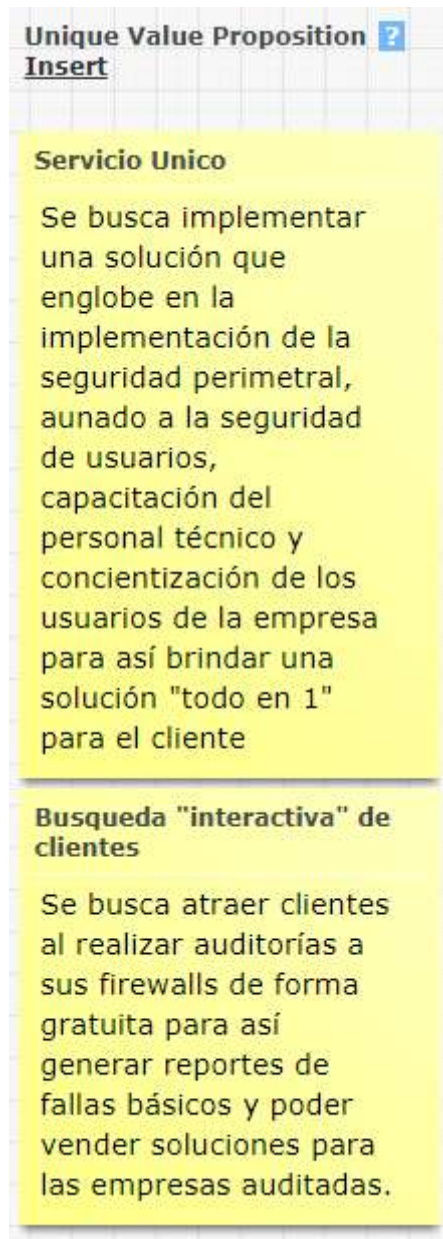 Unique Value Proposition ?
Insert
Servicio Unico
Se busca implementar
una solución que
englobe en la
implementación de la
seguridad perimetral,
aunado a la seguridad
de usuarios,
capacitación del
personal técnico y
concientización de los
usuarios de la empresa
para así brindar una
solución "todo en 1"
para el cliente
Busqueda "interactiva" de
clientes
Se busca atraer clientes
al realizar auditorías a
sus firewalls de forma
gratuita para así
generar reportes de
fallas básicos y poder
vender soluciones para
las empresas auditadas.